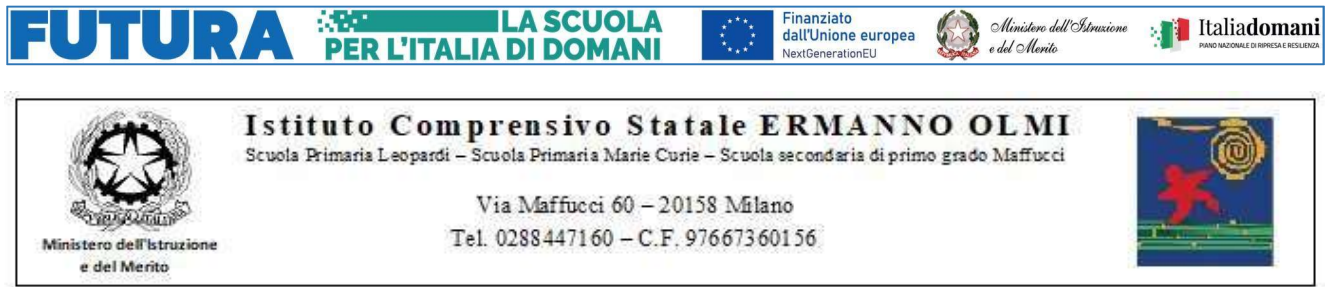 FUTURA
LA SCUOLA
PER L'ITALIA DI DOMANI
Finanziato
dall'Unione europea
NextGenerationEU
Ministero dell'Istruzione
e del Merito
Italiadomani
PIANO NAZIONALE DI RIPRESA E RESILIENZA
Istituto Comprensivo Statale ERMANNO OLMI
Scuola Primaria Leopardi – Scuola Primaria Marie Curie – Scuola secondaria di primo grado Maffucci
Via Maffucci 60 – 20158 Milano
Tel. 0288447160 – C.F. 97667360156
Ministero dell'Istruzione
e del Merito